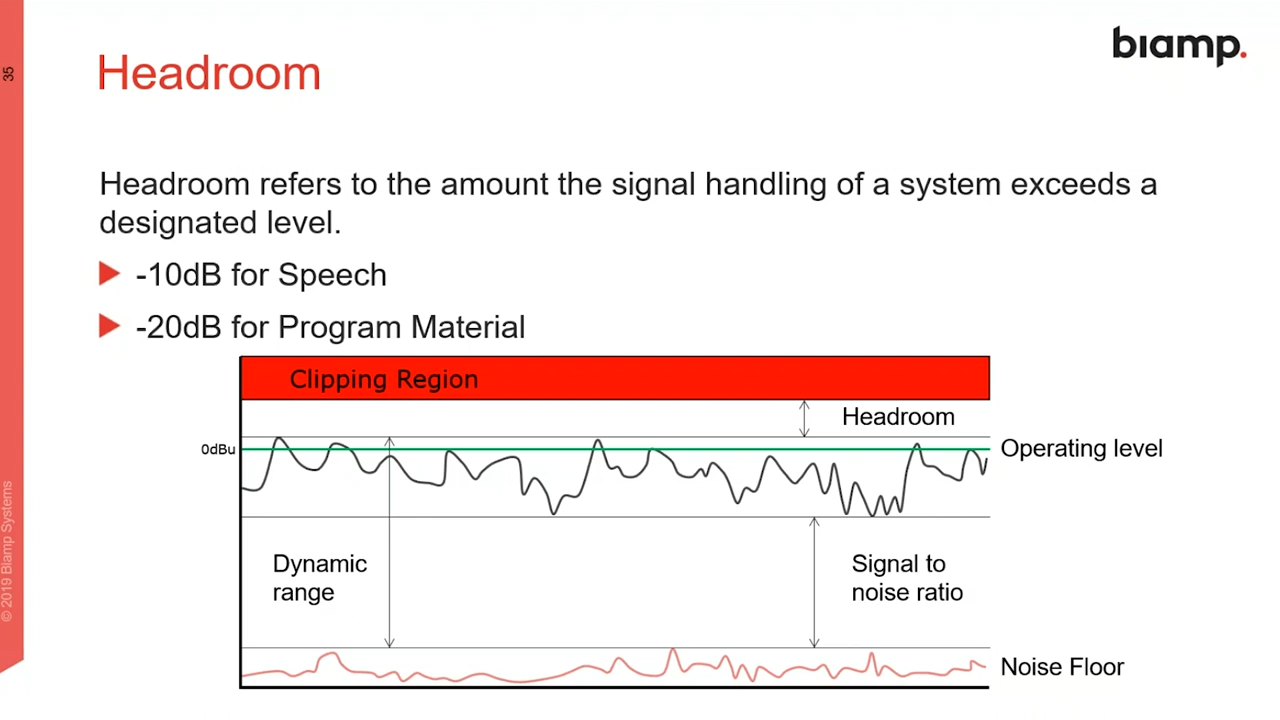 biamp.
35
Headroom
Headroom refers to the amount the signal handling of a system exceeds a
designated level.
-10dB for Speech
-20dB for Program Material
Clipping Region
Headroom
0dBu
Operating level
Dynamic
range
Signal to
noise ratio
Noise Floor
© 2019 Biamp Systems